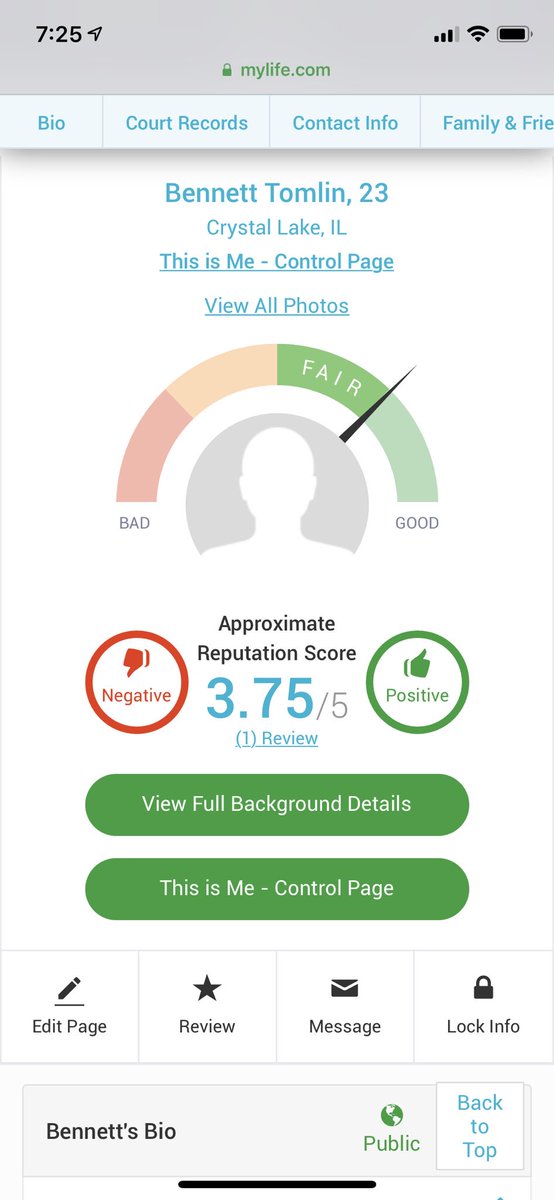 7:25
mylife.com
Bio Court Records Contact Info Family & Frie
Bennett Tomlin, 23
Crystal Lake, IL
This is Me - Control Page
View All Photos
FAIR
BAD
GOOD
Approximate
Reputation Score
Negative
3.75/5
Positive
(1) Review
View Full Background Details
This is Me - Control Page
Edit Page
Review
Message
Lock Info
Bennett's Bio
Public
Back
to
Top